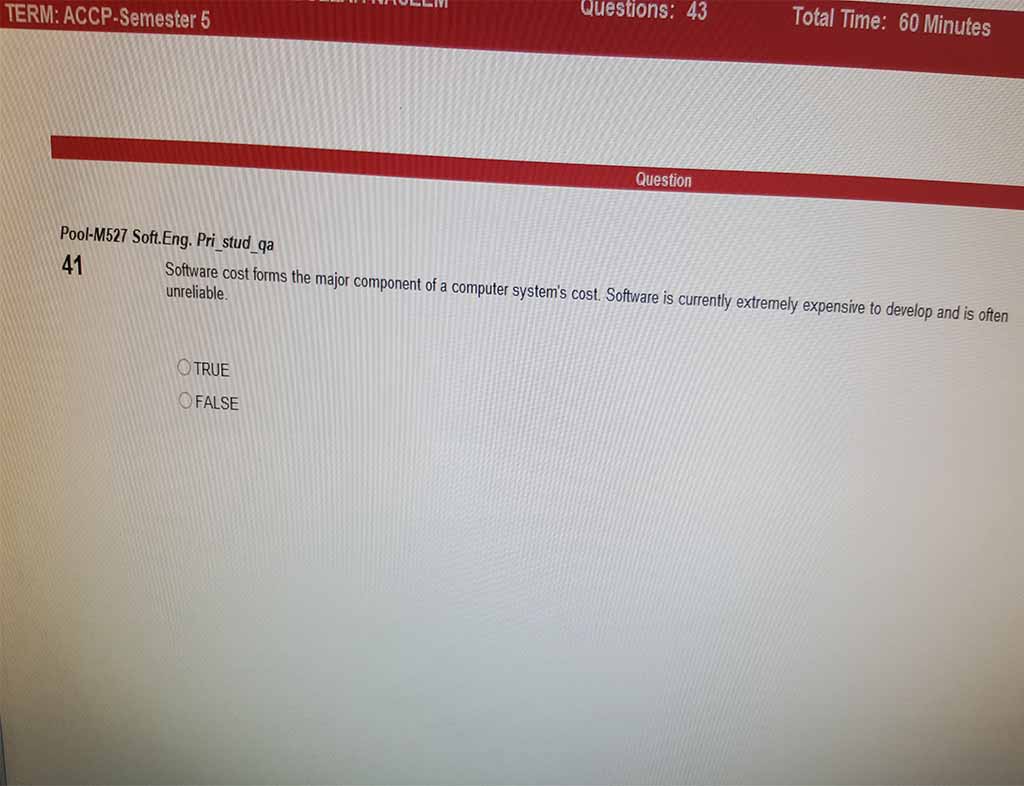 TERM: ACCP-Semester 5
Questions: 43
Total Time: 60 Minutes
Question
Pool-M527 Soft.Eng. Pri_stud_qa
41
Software cost forms the major component of a computer system's cost. Software is currently extremely expensive to develop and is often
unreliable.
TRUE
FALSE